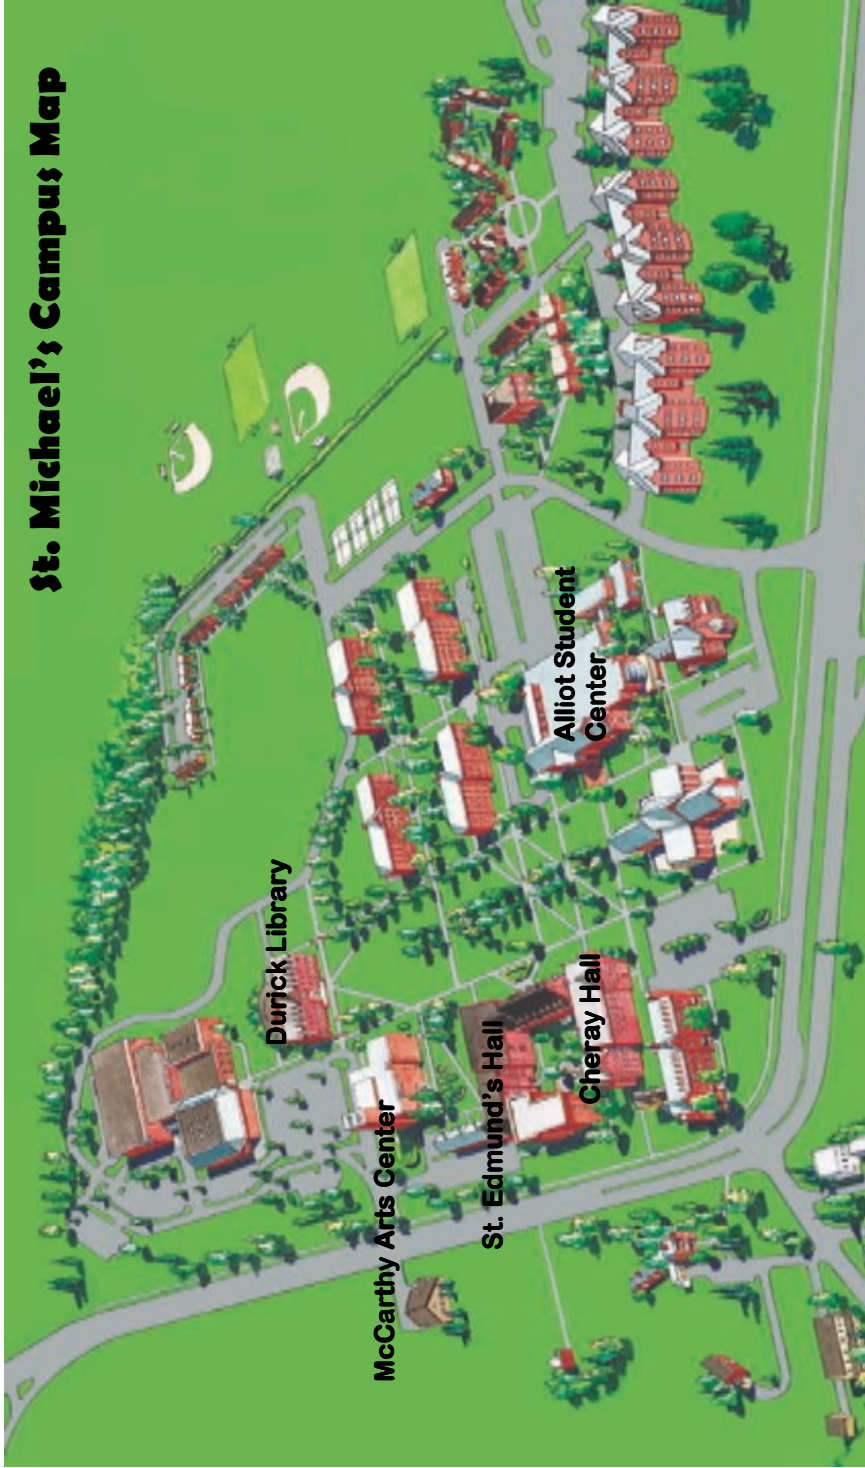 St. Michael's Campus Map
Durick Library
McCarthy Arts Center
St. Edmund's Hall
Cheray Hall
Alliot Student
Center